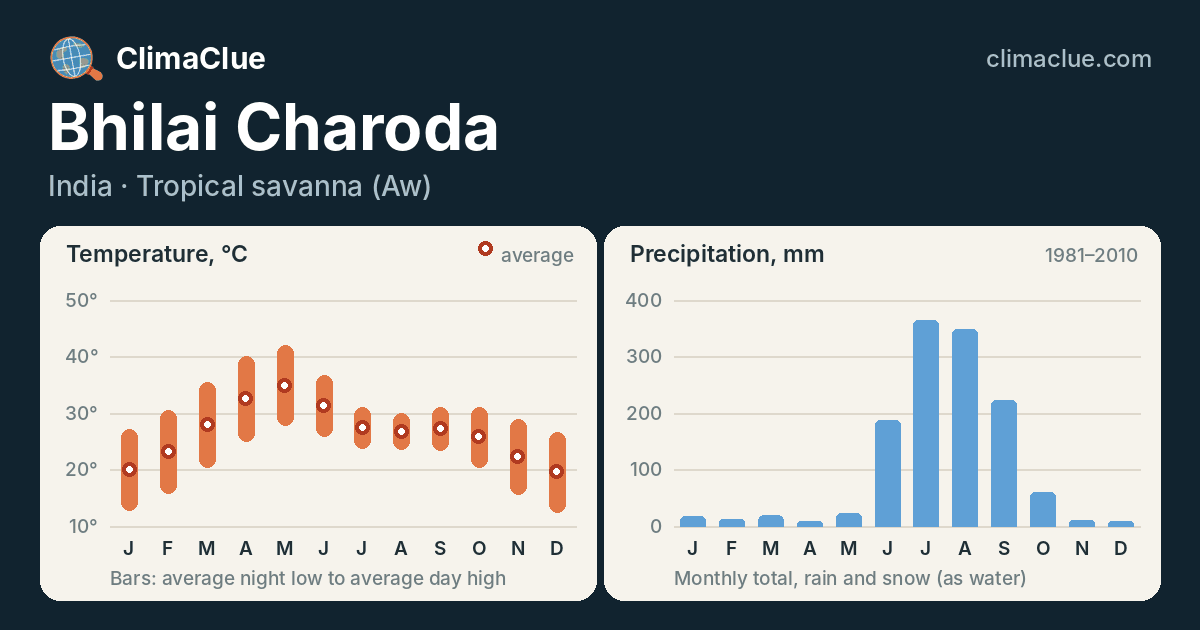 ClimaClue
climaclue.com
Bhilai Charoda
India · Tropical savanna (Aw)
Temperature, °C
average
50°
40°
30°
20°
10°
J F M A M J J A S O N D
Bars: average night low to average day high
Precipitation, mm
1981–2010
400
300
200
100
0
J F M A M J J A S O N D
Monthly total, rain and snow (as water)